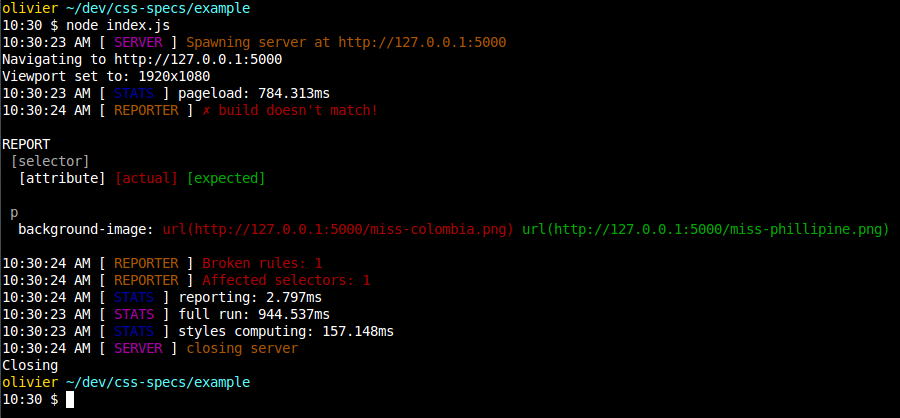 olivier ~/dev/css-specs/example
10:30 $ node index.js
10:30:23 AM [ SERVER ] Spawning server at http://127.0.0.1:5000
Navigating to http://127.0.0.1:5000
Viewport set to: 1920x1080
10:30:23 AM [ STATS ] pageload: 784.313ms
10:30:24 AM [ REPORTER ] ✗ build doesn't match!
REPORT
[selector]
[attribute] [actual] [expected]
p
background-image: url(http://127.0.0.1:5000/miss-colombia.png) url(http://127.0.0.1:5000/miss-phillipine.png)
10:30:24 AM [ REPORTER ] Broken rules: 1
10:30:24 AM [ REPORTER ] Affected selectors: 1
10:30:24 AM [ STATS ] reporting: 2.797ms
10:30:23 AM [ STATS ] full run: 944.537ms
10:30:23 AM [ STATS ] styles computing: 157.148ms
10:30:24 AM [ SERVER ] closing server
Closing
olivier ~/dev/css-specs/example
10:30 $